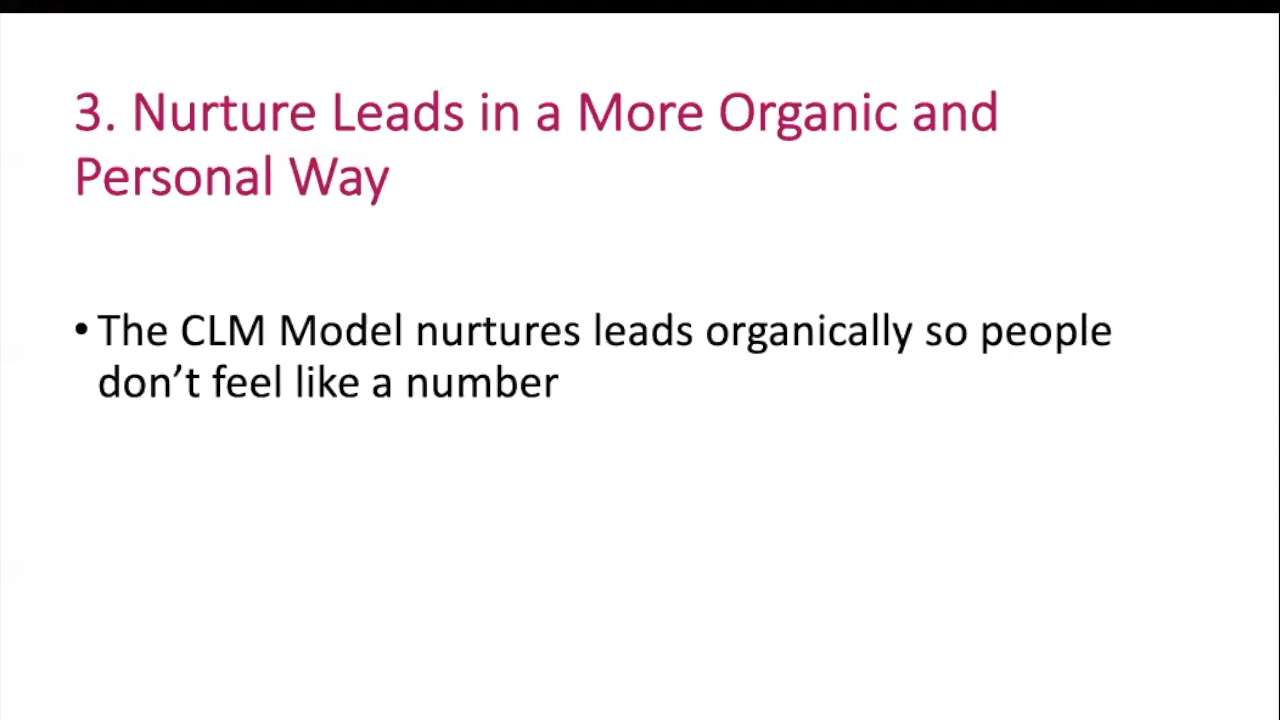 3. Nurture Leads in a More Organic and
Personal Way
• The CLM Model nurtures leads organically so people
don’t feel like a number